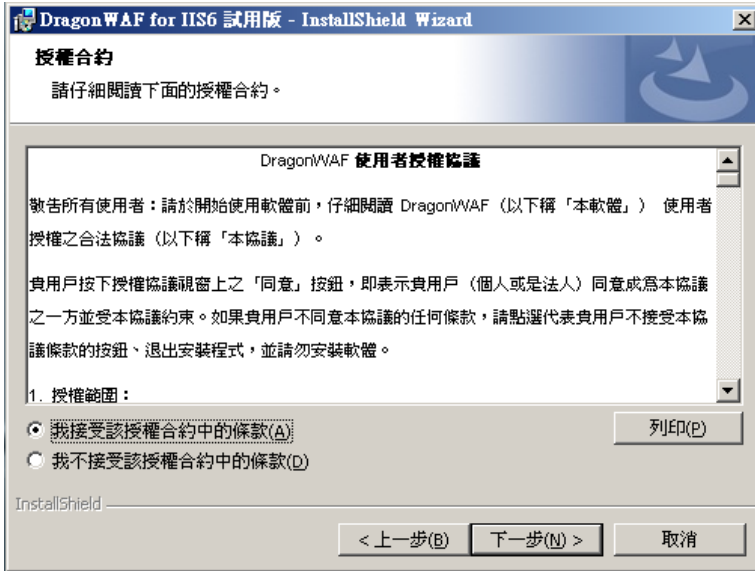 DragonWAF for IIS6 試用版 - InstallShield Wizard
授權合約
請仔細閱讀下面的授權合約。
DragonWAF 使用者授權協議
敬告所有使用者：請於開始使用軟體前，仔細閱讀 DragonWAF（以下稱「本軟體」） 使用者
授權之合法協議（以下稱「本協議」）。
貴用戶按下授權協議視窗上之「同意」按鈕，即表示貴用戶（個人或是法人）同意成為本協議
之一方並受本協議約束。如果貴用戶不同意本協議的任何條款，請點選代表貴用戶不接受本協
議條款的按鈕、退出安裝程式，並請勿安裝軟體。
1. 授權範圍：
我接受該授權合約中的條款(A)
列印(P)
我不接受該授權合約中的條款(D)
InstallShield
< 上一步(B)
下一步(N) >
取消